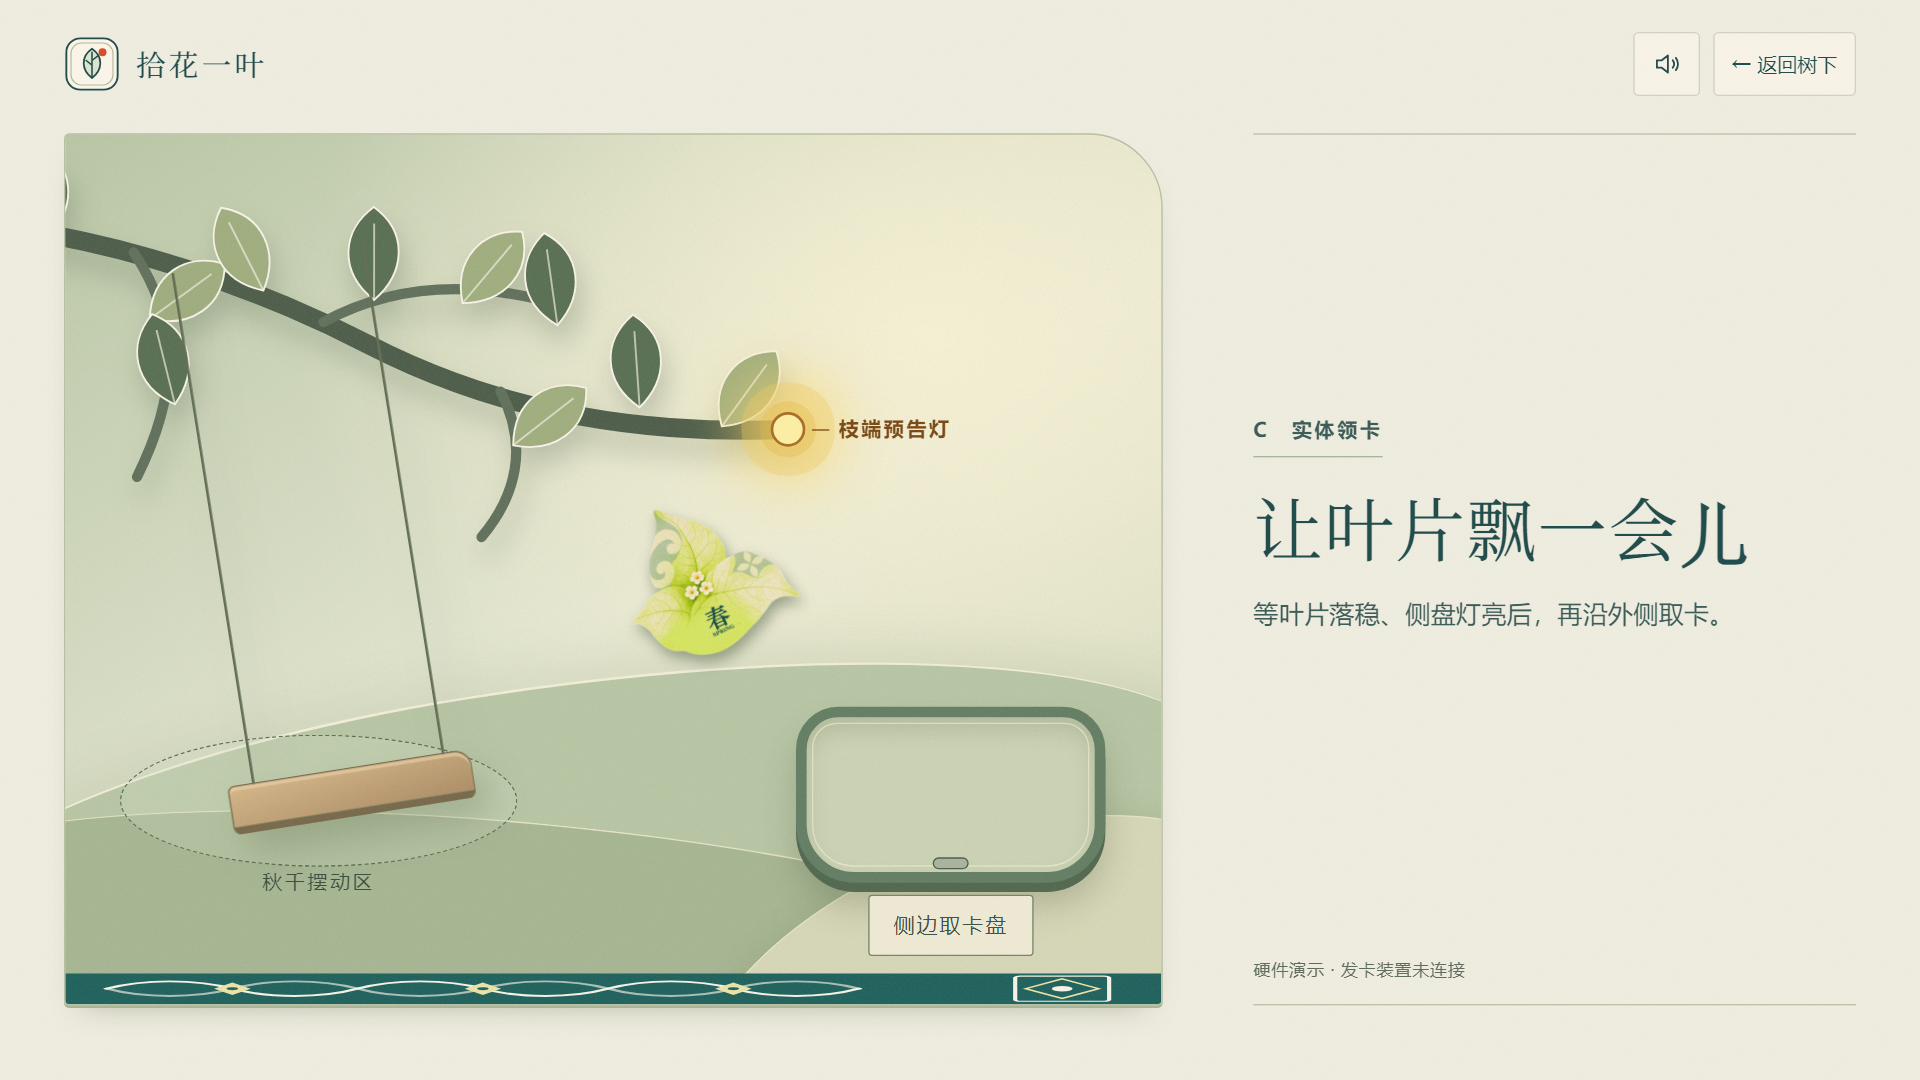 拾花一叶
← 返回树下
枝端预告灯
春
SPRING
秋千摆动区
侧边取卡盘
C 实体领卡
让叶片飘一会儿
等叶片落稳、侧盘灯亮后，再沿外侧取卡。
硬件演示 · 发卡装置未连接